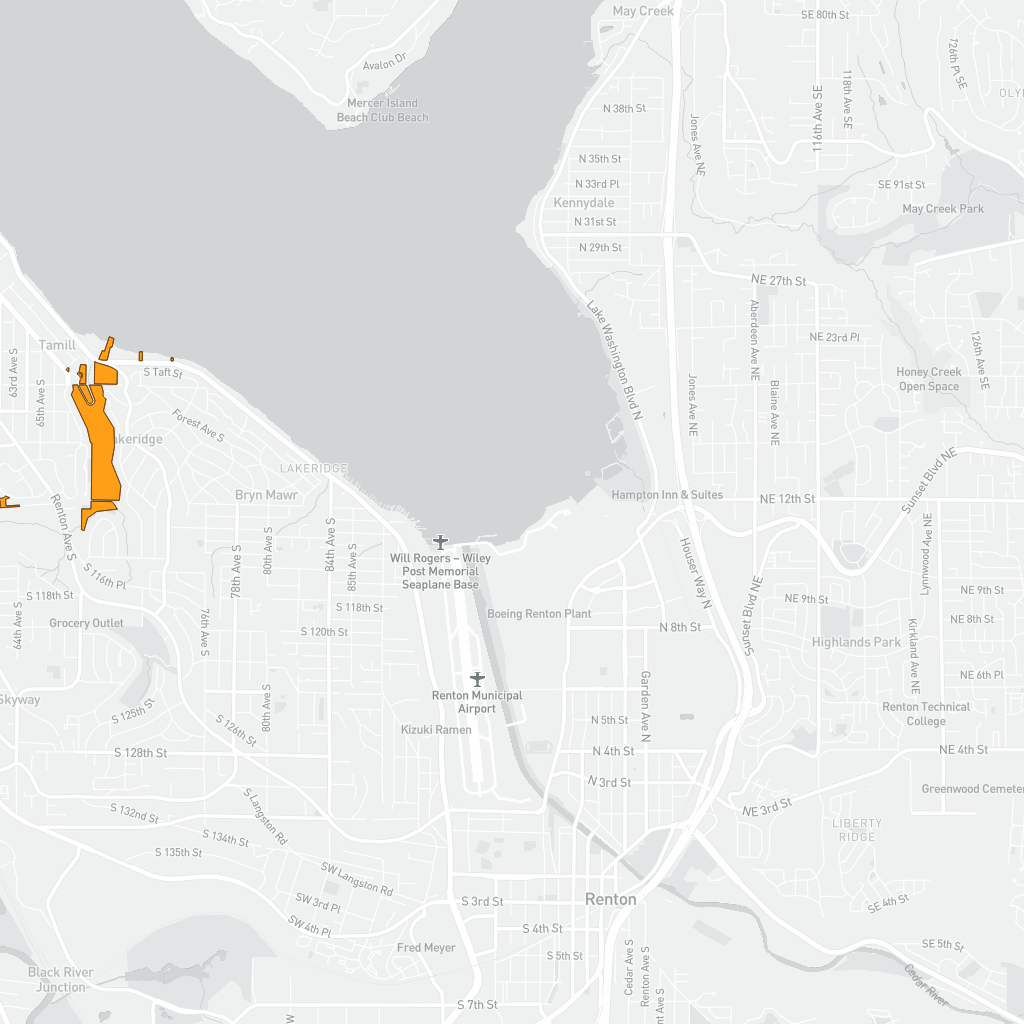 May Creek
SE 80th St
Avalon Dr
126th Pl SE
118th Ave SE
116th Ave SE
Mercer Island
Beach Club Beach
N 38th St
Jones Ave NE
N 35th St
N 33rd Pl
SE 91st St
Kennydale
May Creek Park
N 31st St
N 29th St
NE 27th St
Lake Washington Blvd N
Aberdeen Ave NE
NE 23rd Pl
126th Ave SE
Tamill
63rd Ave S
S Taft St
Honey Creek
Open Space
65th Ave S
Jones Ave NE
Blaine Ave NE
Forest Ave S
akeridge
LAKERIDGE
Sunset Blvd NE
Bryn Mawr
Hampton Inn & Suites
NE 12th St
Renton Ave S
84th Ave S
80th Ave S
78th Ave S
85th Ave S
Will Rogers – Wiley
Post Memorial
Seaplane Base
Houser Way N
Lynnwood Ave NE
S 116th Pl
S 118th St
S 118th St
NE 9th St
NE 9th St
Sunset Blvd NE
64th Ave S
Grocery Outlet
76th Ave S
S 120th St
Boeing Renton Plant
N 8th St
NE 8th St
Highlands Park
Kirkland Ave NE
Skyway
Renton Municipal
Airport
NE 6th Pl
Garden Ave N
80th Ave S
S 125th St
Renton Technical
College
S 126th St
Kizuki Ramen
N 5th St
S 128th St
N 4th St
NE 4th St
N 3rd St
Greenwood Cemete
S Langston Rd
S 132nd St
NE 3rd St
LIBERTY
RIDGE
S 134th St
S 135th St
SW Langston Rd
SW 3rd Pl
S 3rd St
Renton
SE 4th St
SW 4th Pl
S 4th St
Fred Meyer
S 5th St
SE 5th St
Cedar Ave S
Renton Ave S
Black River
Junction
Cedar River
S 7th St